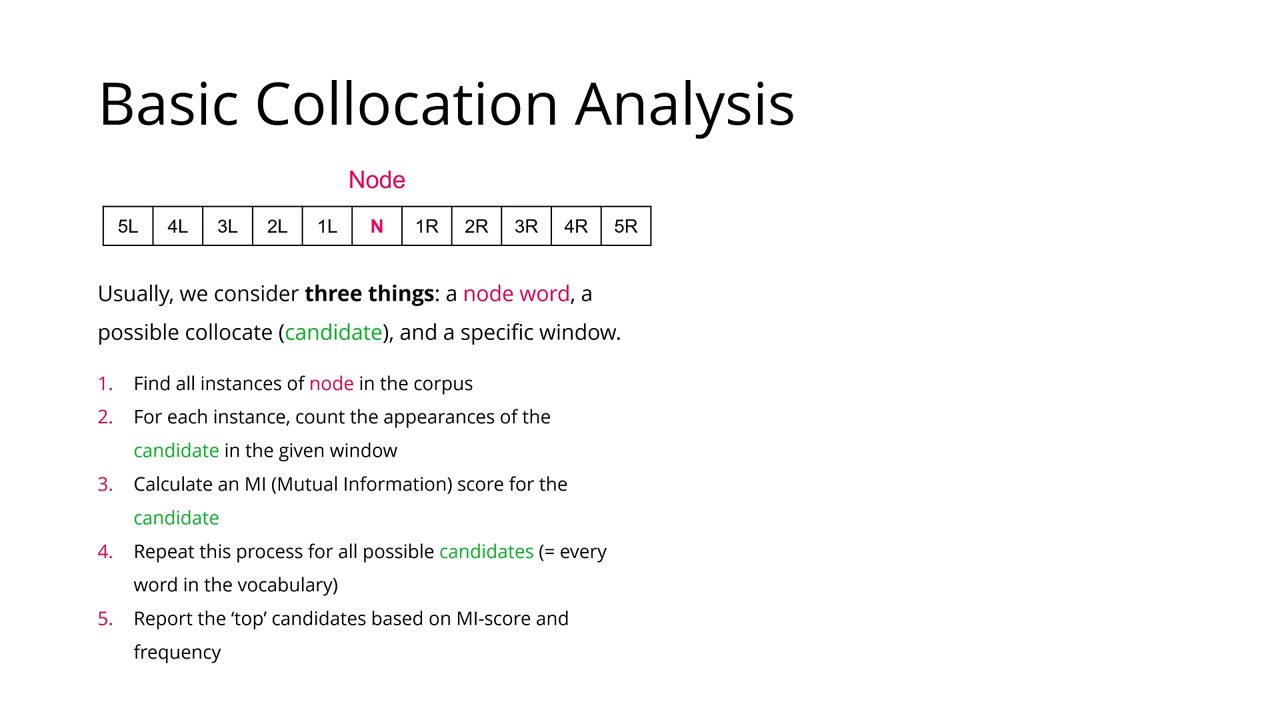 Basic Collocation Analysis
Node
5L 4L 3L 2L 1L N 1R 2R 3R 4R 5R
Usually, we consider three things: a node word, a
possible collocate (candidate), and a specific window.
1. Find all instances of node in the corpus
2. For each instance, count the appearances of the
candidate in the given window
3. Calculate an MI (Mutual Information) score for the
candidate
4. Repeat this process for all possible candidates (= every
word in the vocabulary)
5. Report the ‘top’ candidates based on MI-score and
frequency